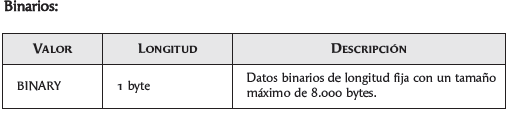 Binarios:
VALOR LONGITUD DESCRIPCIÓN
BINARY 1 byte Datos binarios de longitud fija con un tamaño
máximo de 8.000 bytes.